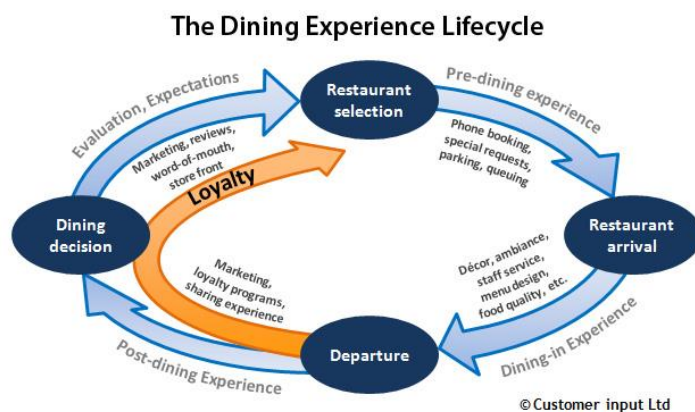 The Dining Experience Lifecycle
Evaluation, Expectations
Restaurant
selection
Pre-dining experience
Marketing, reviews,
word-of-mouth,
store front
Phone booking,
special requests,
parking, queuing
Loyalty
Dining
decision
Restaurant
arrival
Marketing,
loyalty programs,
sharing experience
Décor, ambiance,
staff service,
menu design,
food quality, etc.
Post-dining Experience
Departure
Dining-in Experience
©Customer input Ltd